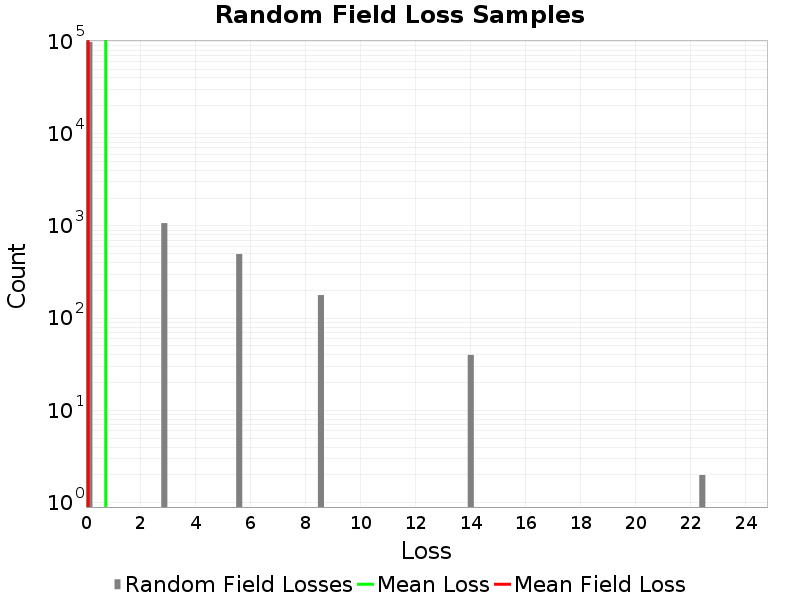 Random Field Loss Samples
10^5
10^4
10^3
10^2
10^1
10^0
Count
0 2 4 6 8 10 12 14 16 18 20 22 24
Loss
Random Field Losses Mean Loss Mean Field Loss